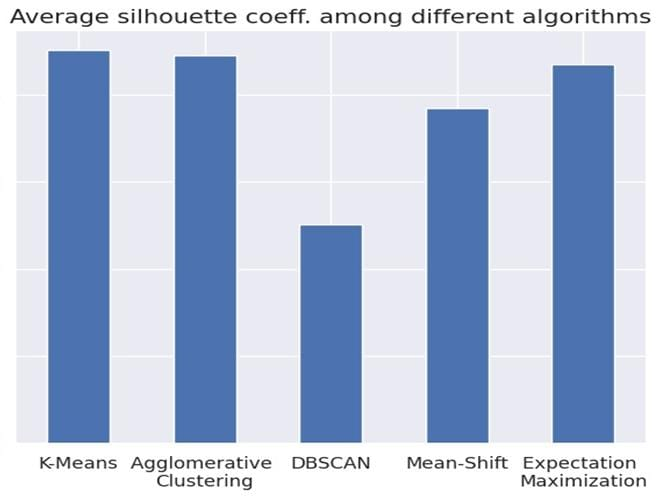 Average silhouette coeff. among different algorithms
K-Means Agglomerative DBSCAN Mean-Shift Expectation
Clustering Maximization